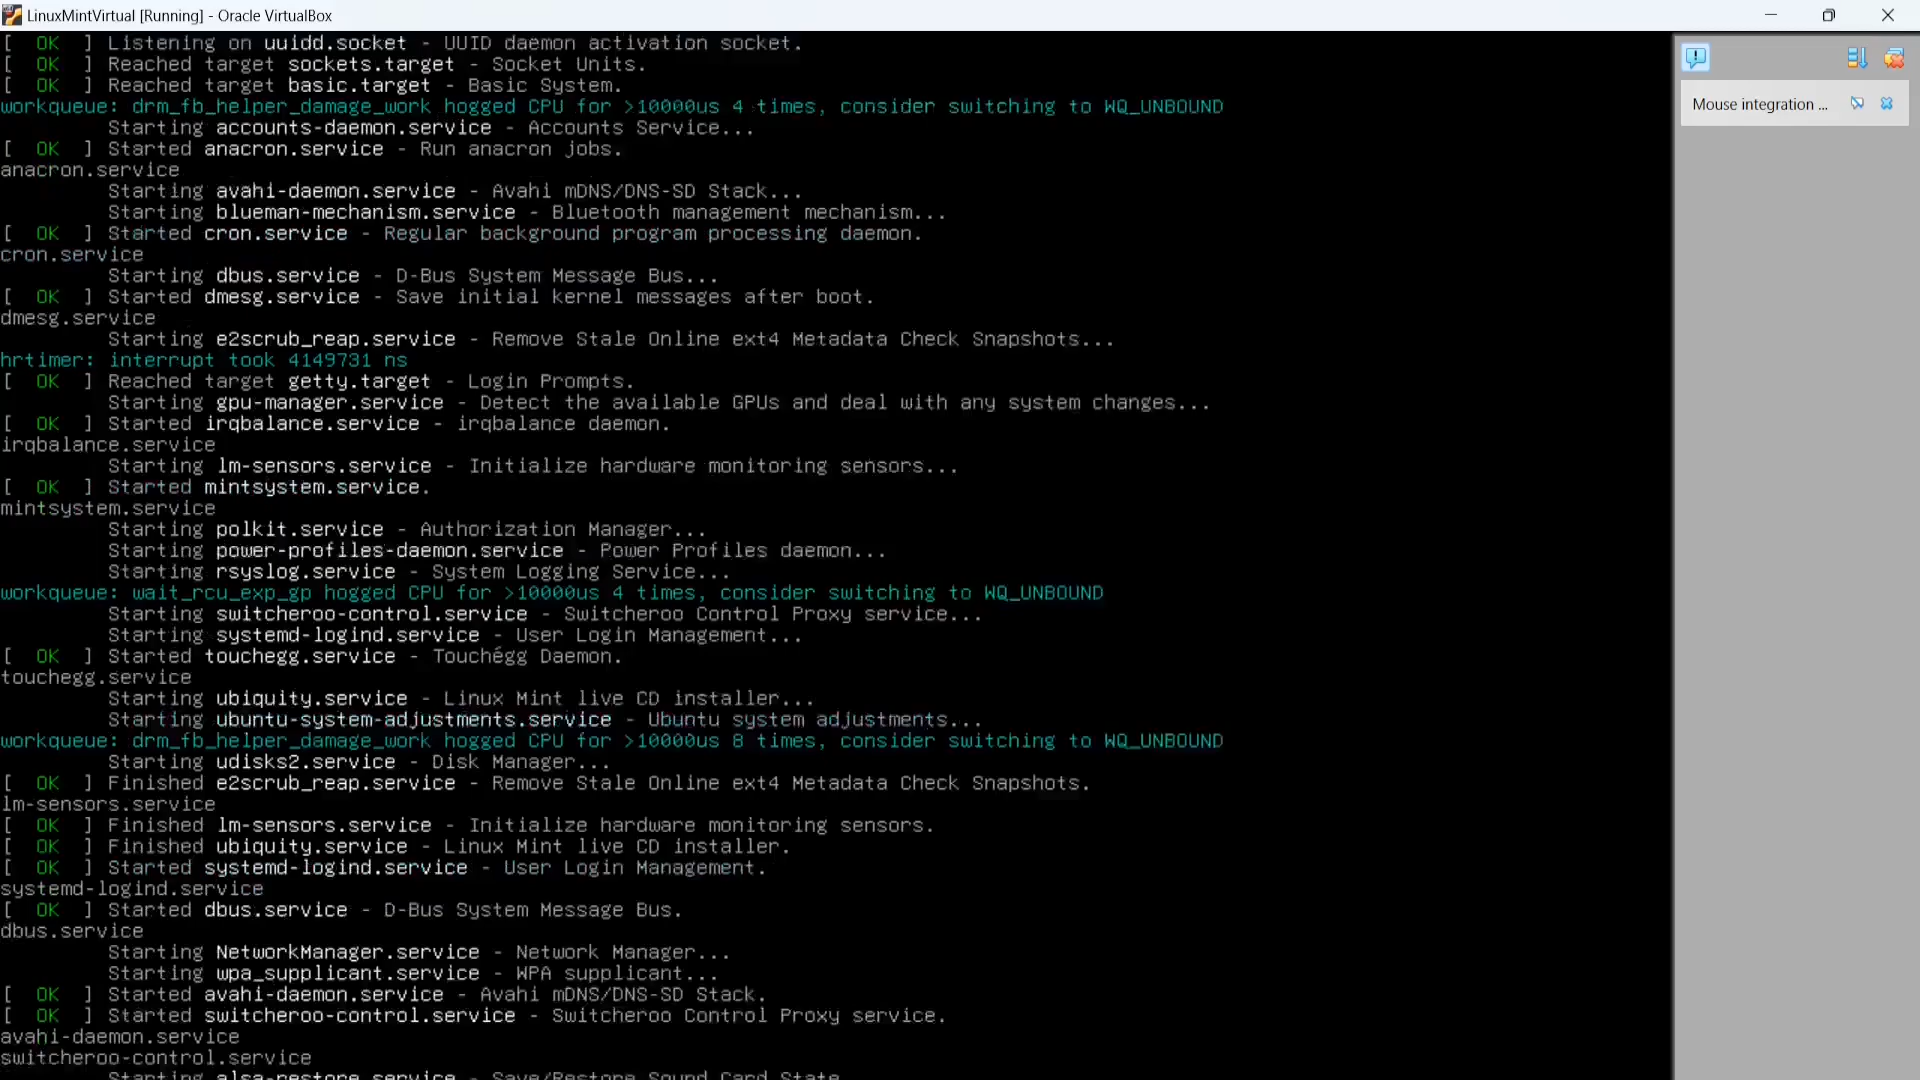 LinuxMintVirtual [Running] - Oracle VirtualBox
[  OK  ] Listening on uuidd.socket - UUID daemon activation socket.
[  OK  ] Reached target sockets.target - Socket Units.
[  OK  ] Reached target basic.target - Basic System.
workqueue: drm_fb_helper_damage_work hogged CPU for >10000us 4 times, consider switching to WQ_UNBOUND
Starting accounts-daemon.service - Accounts Service...
[  OK  ] Started anacron.service - Run anacron jobs.
anacron.service
Starting avahi-daemon.service - Avahi mDNS/DNS-SD Stack...
Starting blueman-mechanism.service - Bluetooth management mechanism...
[  OK  ] Started cron.service - Regular background program processing daemon.
cron.service
Starting dbus.service - D-Bus System Message Bus...
[  OK  ] Started dmesg.service - Save initial kernel messages after boot.
dmesg.service
Starting e2scrub_reap.service - Remove Stale Online ext4 Metadata Check Snapshots...
hrtimer: interrupt took 4149731 ns
[  OK  ] Reached target getty.target - Login Prompts.
Starting gpu-manager.service - Detect the available GPUs and deal with any system changes...
[  OK  ] Started irqbalance.service - irqbalance daemon.
irqbalance.service
Starting lm-sensors.service - Initialize hardware monitoring sensors...
[  OK  ] Started mintsystem.service.
mintsystem.service
Starting polkit.service - Authorization Manager...
Starting power-profiles-daemon.service - Power Profiles daemon...
Starting rsyslog.service - System Logging Service...
workqueue: wait_rcu_exp_gp hogged CPU for >10000us 4 times, consider switching to WQ_UNBOUND
Starting switcheroo-control.service - Switcheroo Control Proxy service...
Starting systemd-logind.service - User Login Management...
[  OK  ] Started touchegg.service - Touchégg Daemon.
touchegg.service
Starting ubiquity.service - Linux Mint live CD installer...
Starting ubuntu-system-adjustments.service - Ubuntu system adjustments...
workqueue: drm_fb_helper_damage_work hogged CPU for >10000us 8 times, consider switching to WQ_UNBOUND
Starting udisks2.service - Disk Manager...
[  OK  ] Finished e2scrub_reap.service - Remove Stale Online ext4 Metadata Check Snapshots.
lm-sensors.service
[  OK  ] Finished lm-sensors.service - Initialize hardware monitoring sensors.
[  OK  ] Finished ubiquity.service - Linux Mint live CD installer.
[  OK  ] Started systemd-logind.service - User Login Management.
systemd-logind.service
[  OK  ] Started dbus.service - D-Bus System Message Bus.
dbus.service
Starting NetworkManager.service - Network Manager...
Starting wpa_supplicant.service - WPA supplicant...
[  OK  ] Started avahi-daemon.service - Avahi mDNS/DNS-SD Stack.
[  OK  ] Started switcheroo-control.service - Switcheroo Control Proxy service.
avahi-daemon.service
switcheroo-control.service
Starting alsa-restore.service - Save/Restore Sound Card State
Mouse integration ...